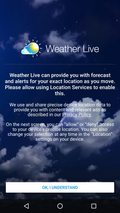 Weather Live
Weather Live can provide you with forecast
and alerts for your exact location as you move.
Please allow using Location Services to enable
this.
We use and share precise device location data to
provide you with content and relevant ads as
described in our Privacy Policy.
On the next screen, you can "allow" or "deny" access
to your device's precise location. You can also
change your selection at any time in the "Location"
settings on your device.
OK, I UNDERSTAND